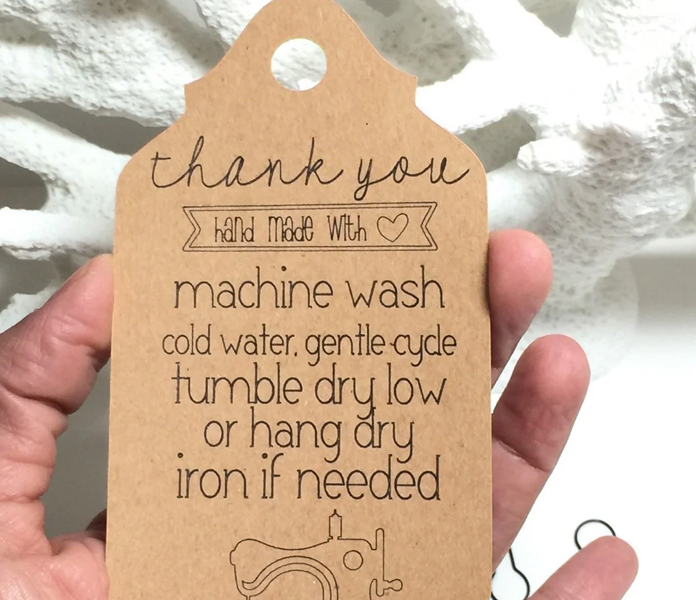 thank you
hand made with
machine wash
cold water, gentle cycle
tumble dry low
or hang dry
iron if needed